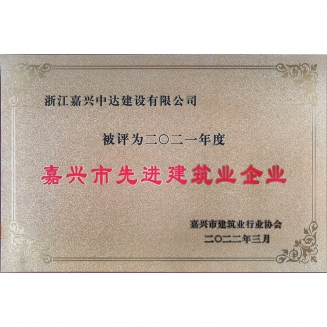 浙江嘉兴中达建设有限公司
被评为二〇二一年度
嘉兴市先进建筑业企业
嘉兴市建筑业行业协会
二〇二二年三月